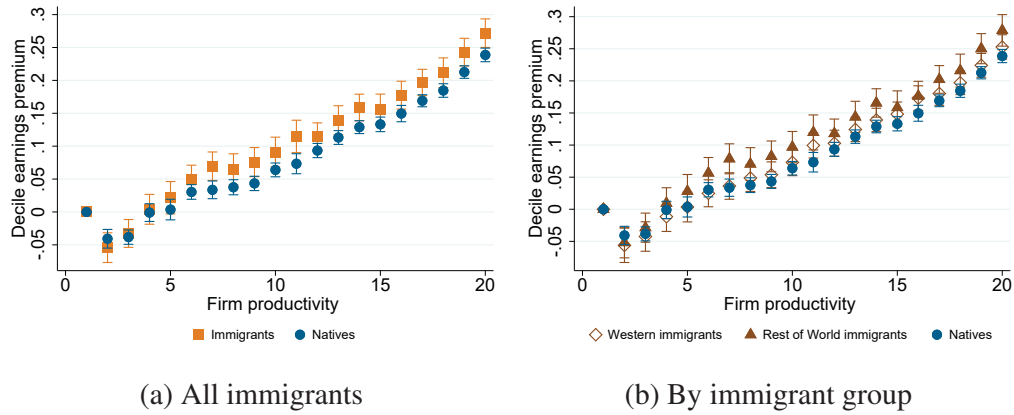 Decile earnings premium
.3
.25
.2
.15
.1
.05
0
-.05
0 5 10 15 20
Firm productivity
Immigrants Natives
(a) All immigrants
Decile earnings premium
.3
.25
.2
.15
.1
.05
0
-.05
0 5 10 15 20
Firm productivity
Western immigrants Rest of World immigrants Natives
(b) By immigrant group